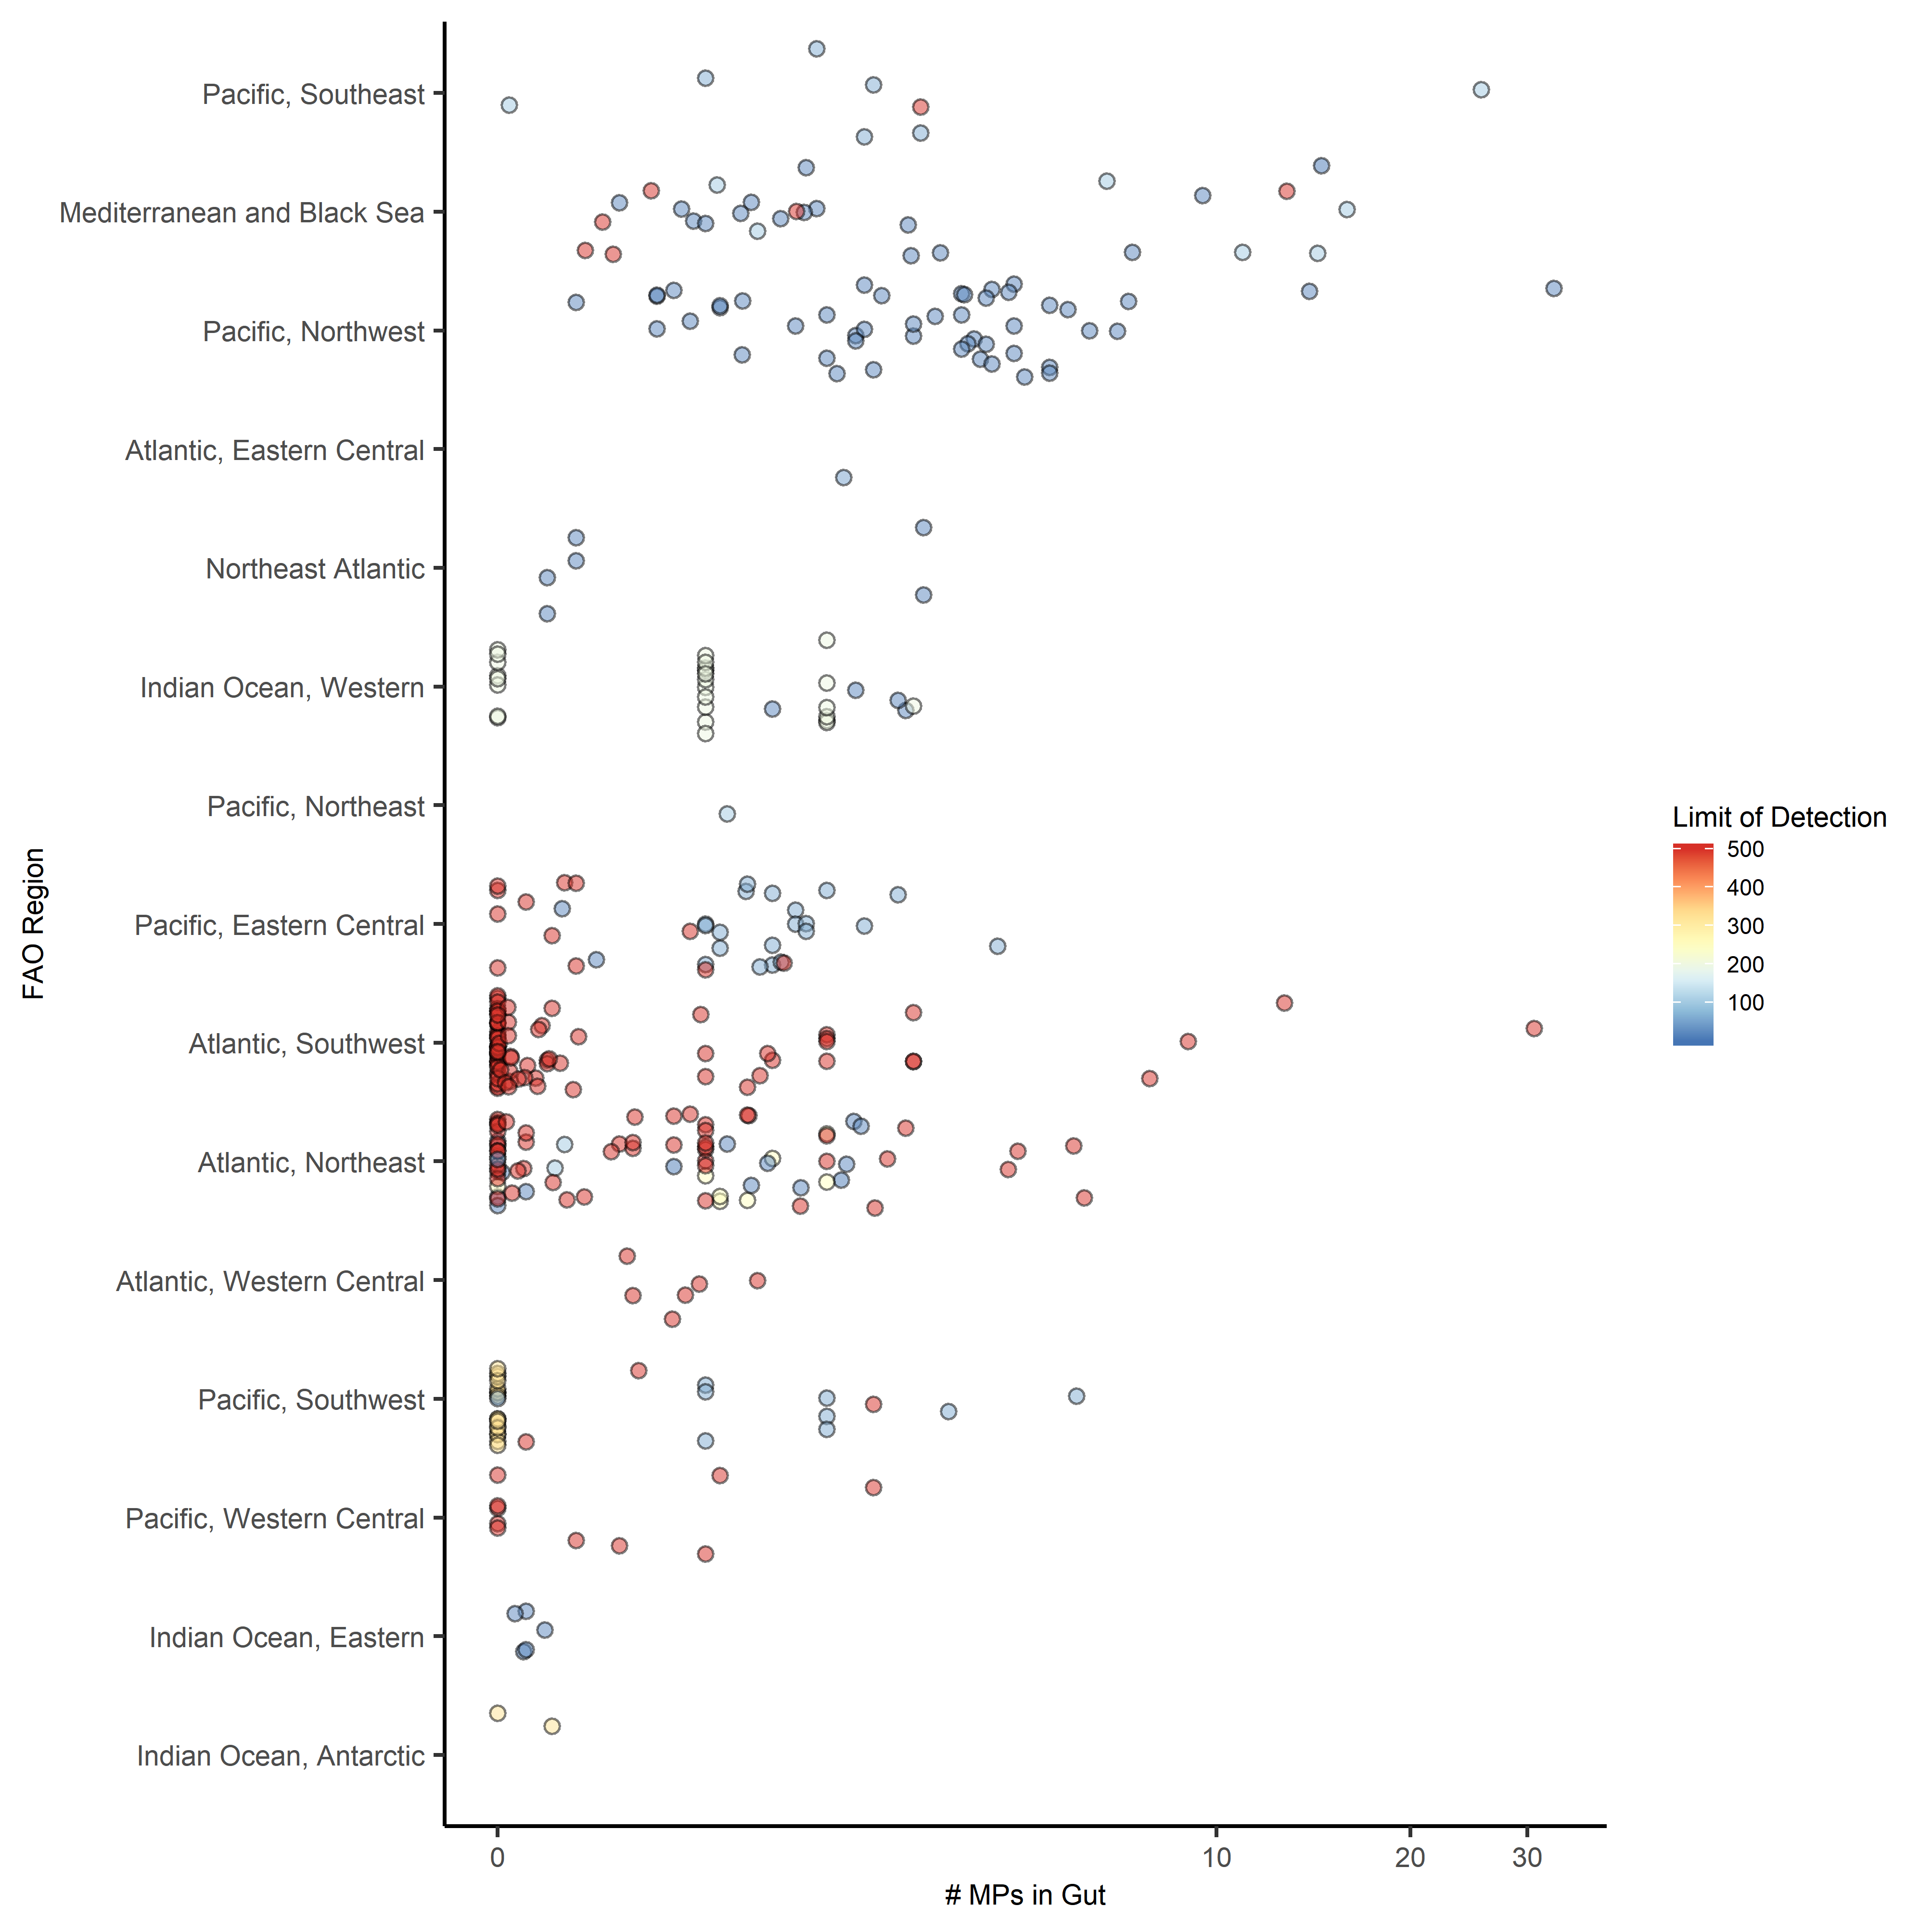 Pacific, Southeast
Mediterranean and Black Sea
Pacific, Northwest
Atlantic, Eastern Central
Northeast Atlantic
Indian Ocean, Western
Pacific, Northeast
Pacific, Eastern Central
Atlantic, Southwest
Atlantic, Northeast
Atlantic, Western Central
Pacific, Southwest
Pacific, Western Central
Indian Ocean, Eastern
Indian Ocean, Antarctic
FAO Region
0
10
20
30
# MPs in Gut
Limit of Detection
500
400
300
200
100